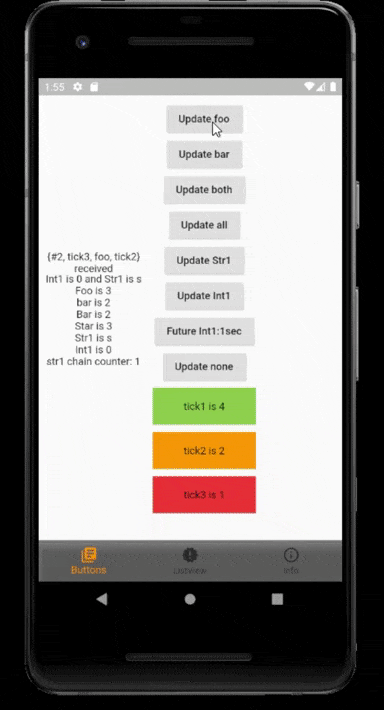 1:55
Update foo
Update bar
Update both
Update all
{#2, tick3, foo, tick2}
received
Int1 is 0 and Str1 is s
Foo is 3
bar is 2
Bar is 2
Star is 3
Str1 is s
Int1 is 0
str1 chain counter: 1
Update Str1
Update Int1
Future Int1:1sec
Update none
tick1 is 4
tick2 is 2
tick3 is 1
Buttons
Listview
Info